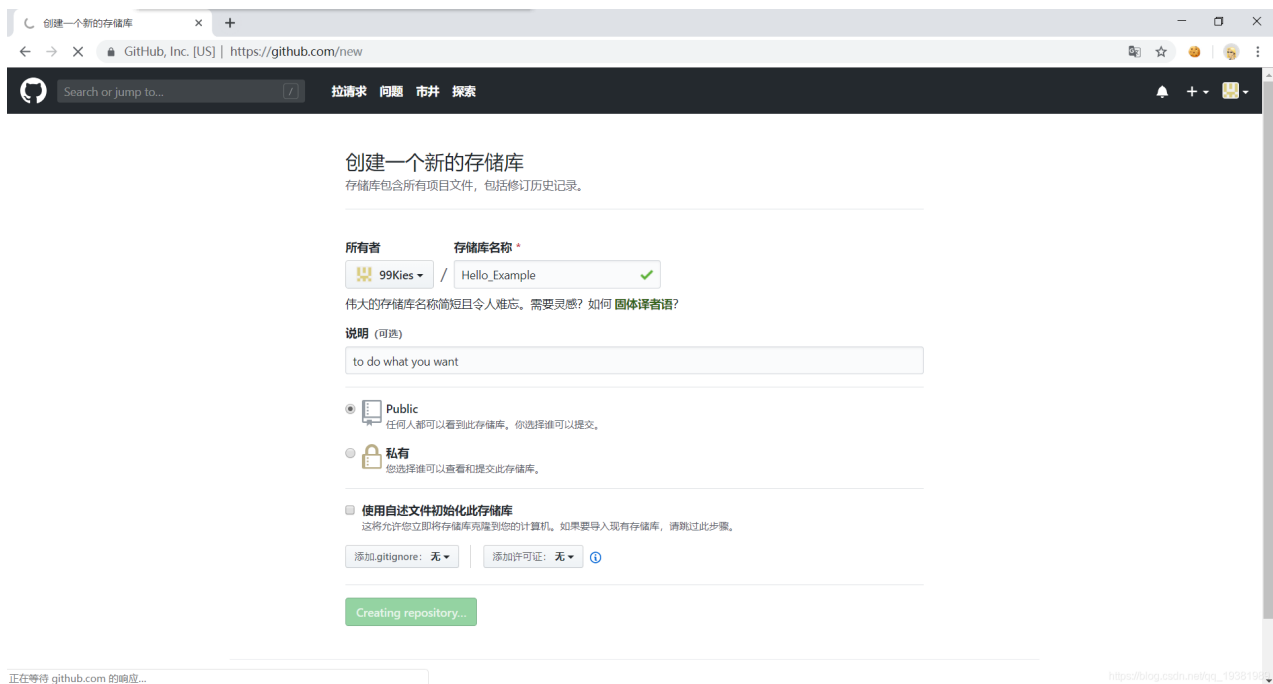 创建一个新的存储库
GitHub, Inc. [US] | https://github.com/new
Search or jump to... /
拉请求 问题 市井 探索
创建一个新的存储库
存储库包含所有项目文件，包括修订历史记录。
所有者 存储库名称 *
99Kies / Hello_Example
伟大的存储库名称简短且令人难忘。需要灵感？如何 固体译者语？
说明 (可选)
to do what you want
Public
任何人都可以看到此存储库。你选择谁可以提交。
私有
您选择谁可以查看和提交此存储库。
使用自述文件初始化此存储库
这将允许您立即将存储库克隆到您的计算机。如果要导入现有存储库，请跳过此步骤。
添加.gitignore： 无 添加许可证： 无
Creating repository...
正在等待 github.com 的响应...